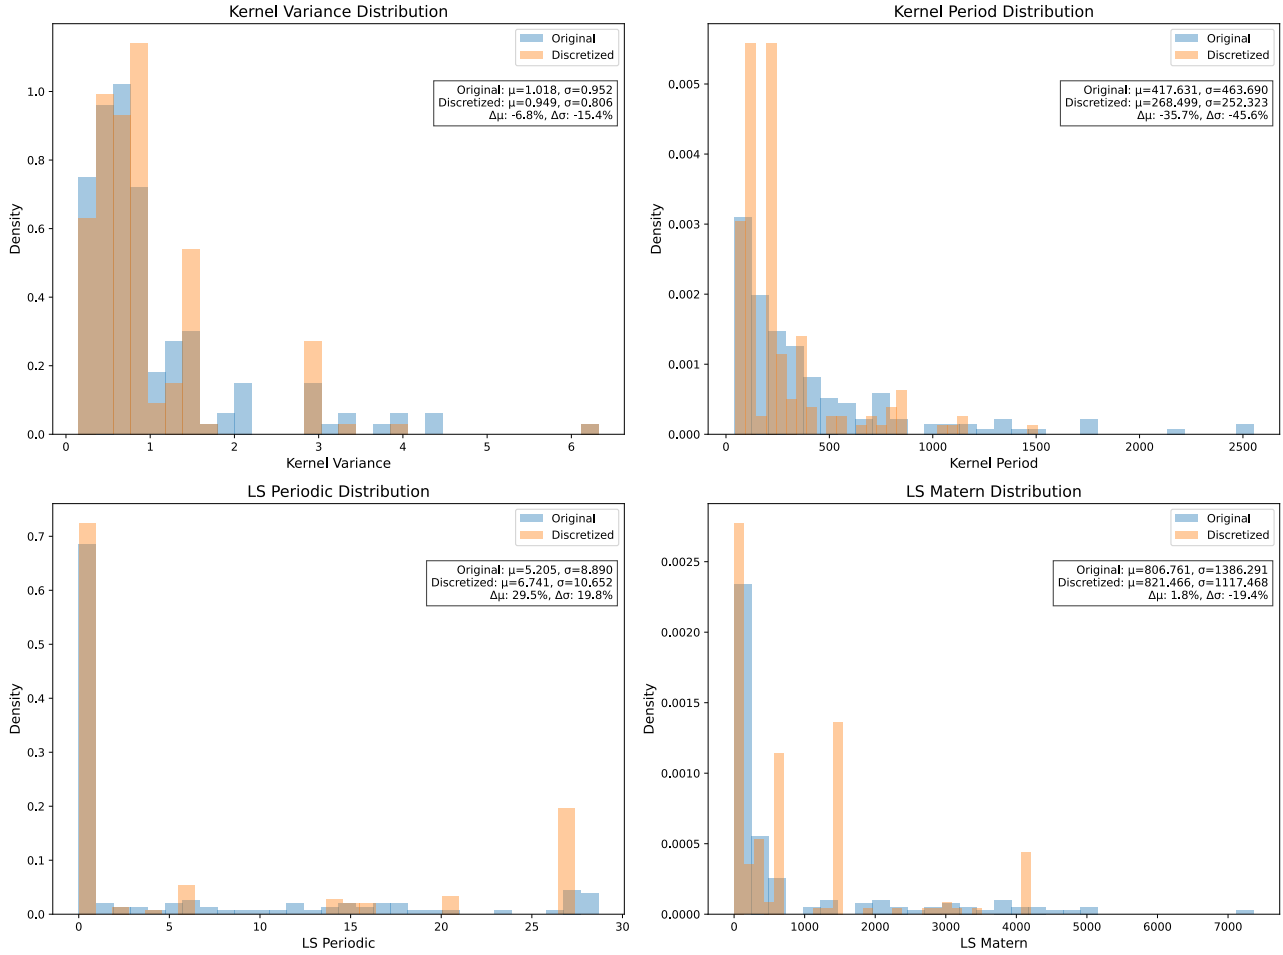 Kernel Variance Distribution
Original
Discretized
Original: μ=1.018, σ=0.952
Discretized: μ=0.949, σ=0.806
Δμ: -6.8%, Δσ: -15.4%
Density
1.0
0.8
0.6
0.4
0.2
0.0
0
1
2
3
4
5
6
Kernel Variance
Kernel Period Distribution
Original
Discretized
Original: μ=417.631, σ=463.690
Discretized: μ=268.499, σ=252.323
Δμ: -35.7%, Δσ: -45.6%
Density
0.005
0.004
0.003
0.002
0.001
0.000
0
500
1000
1500
2000
2500
Kernel Period
LS Periodic Distribution
Original
Discretized
Original: μ=5.205, σ=8.890
Discretized: μ=6.741, σ=10.652
Δμ: 29.5%, Δσ: 19.8%
Density
0.7
0.6
0.5
0.4
0.3
0.2
0.1
0.0
0
5
10
15
20
25
30
LS Periodic
LS Matern Distribution
Original
Discretized
Original: μ=806.761, σ=1386.291
Discretized: μ=821.466, σ=1117.468
Δμ: 1.8%, Δσ: -19.4%
Density
0.0025
0.0020
0.0015
0.0010
0.0005
0.0000
0
1000
2000
3000
4000
5000
6000
7000
LS Matern